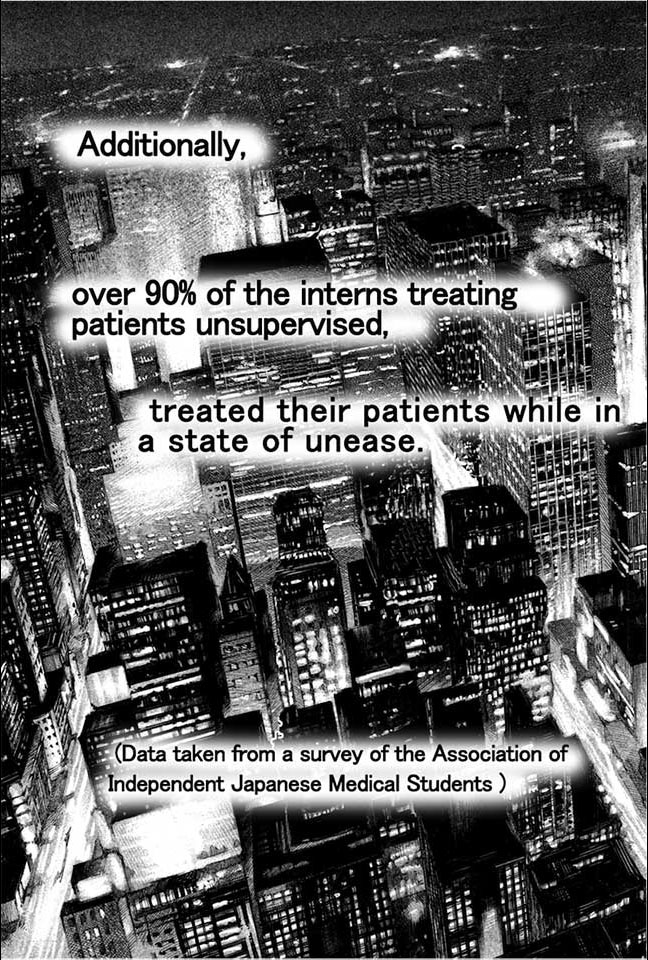 Additionally,
over 90% of the interns treating
patients unsupervised,
treated their patients while in
a state of unease.
(Data taken from a survey of the Association of
Independent Japanese Medical Students )